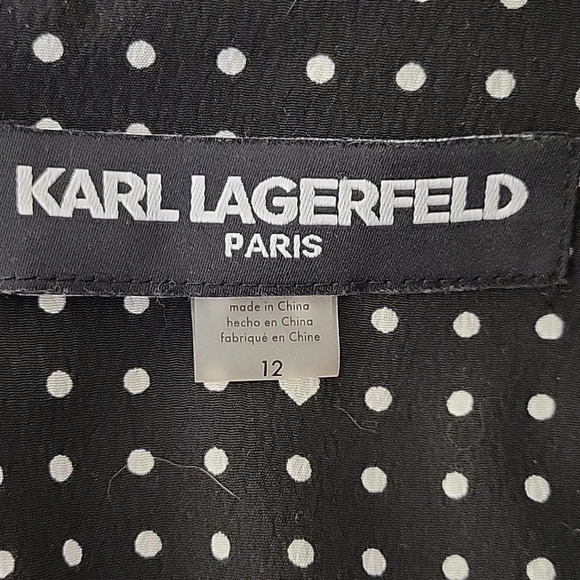 KARL LAGERFELD
PARIS
made in China
hecho en China
fabriqué en Chine
12